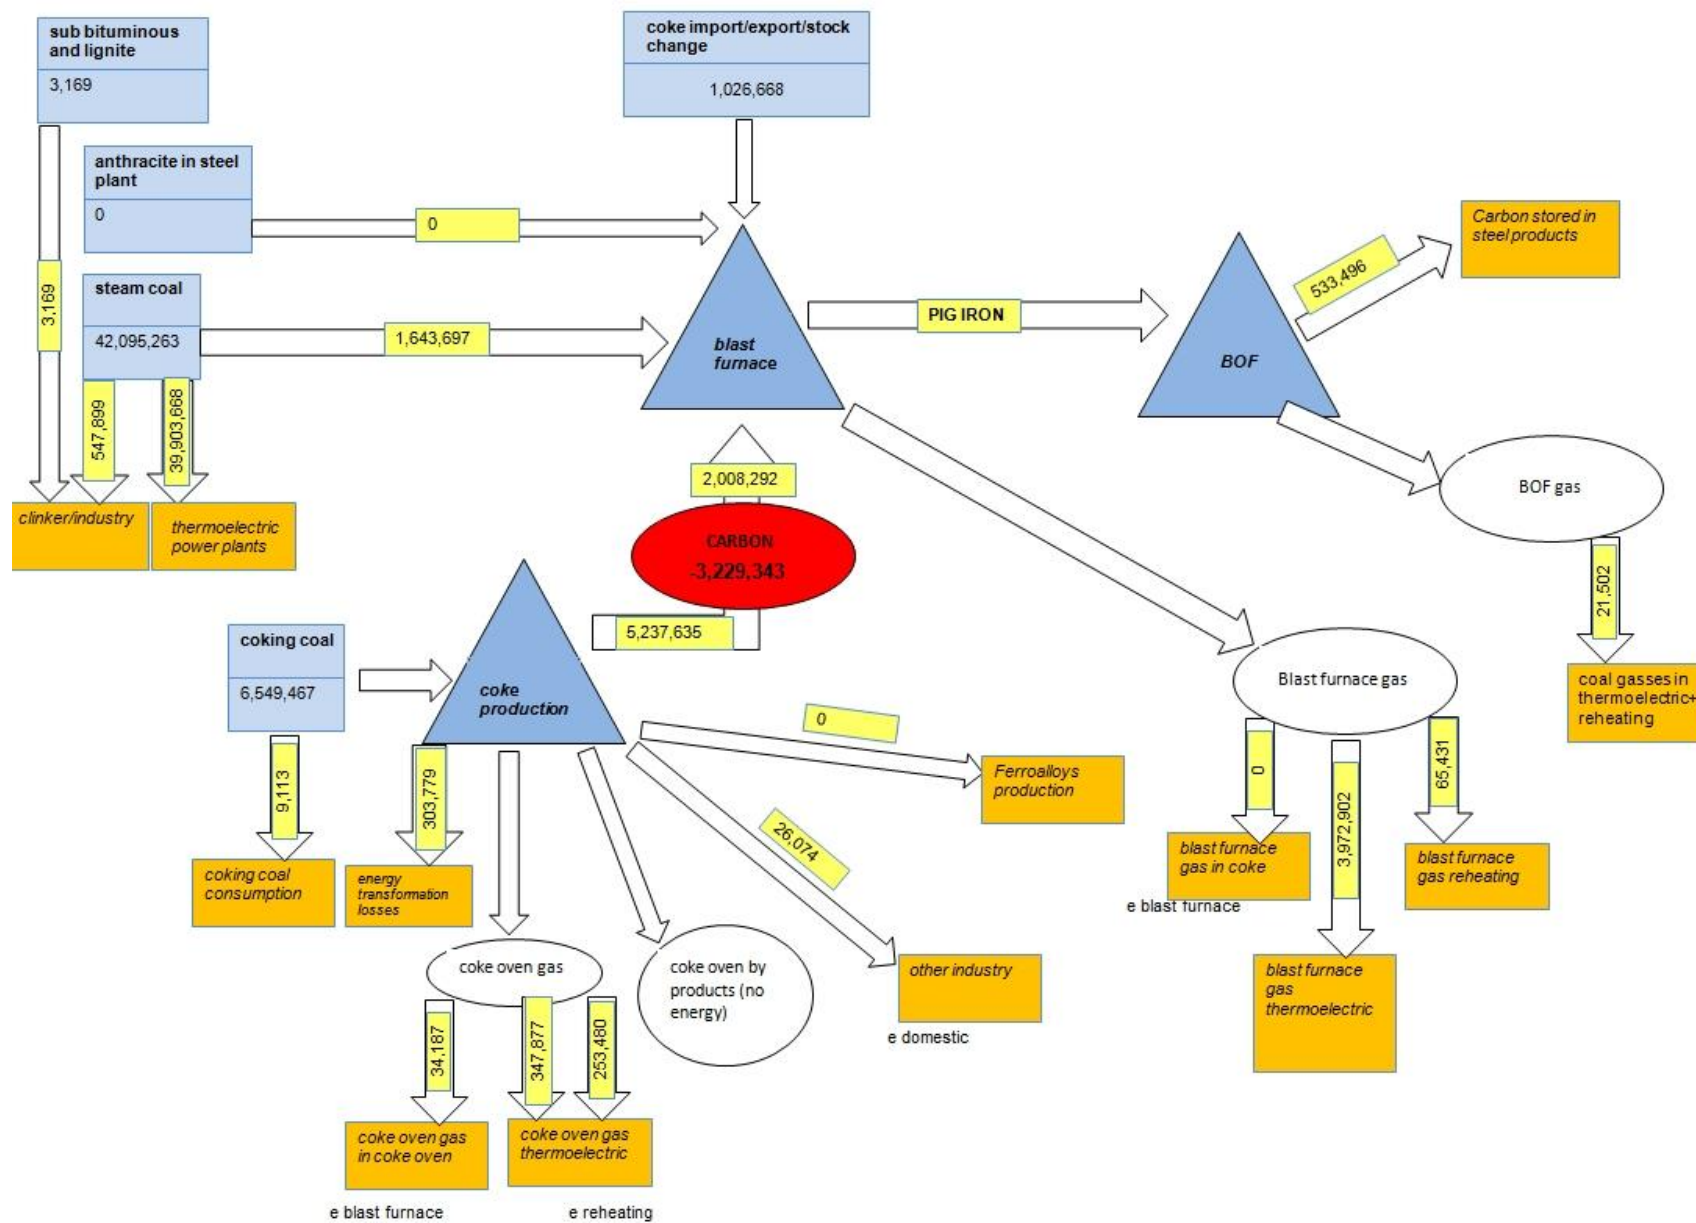 sub bituminous
and lignite
3,169
coke import/export/stock
change
1,026,668
anthracite in steel
plant
0
0
Carbon stored in
steel products
533,496
3,169
steam coal
42,095,263
1,643,697
PIG IRON
blast
furnace
BOF
547,899
39,903,668
clinker/industry
thermoelectric
power plants
2,008,292
CARBON
-3,229,343
5,237,635
BOF gas
21,502
coal gasses in
thermoelectric+
reheating
coking coal
6,549,467
coke
production
Blast furnace gas
0
3,972,902
65,431
0
Ferroalloys
production
9,113
303,779
26,074
coking coal
consumption
energy
transformation
losses
blast furnace
gas in coke
e blast furnace
blast furnace
gas reheating
coke oven gas
coke oven by
products (no
energy)
other industry
e domestic
blast furnace
gas
thermoelectric
34,187
347,877
253,480
coke oven gas
in coke oven
coke oven gas
thermoelectric
e blast furnace
e reheating